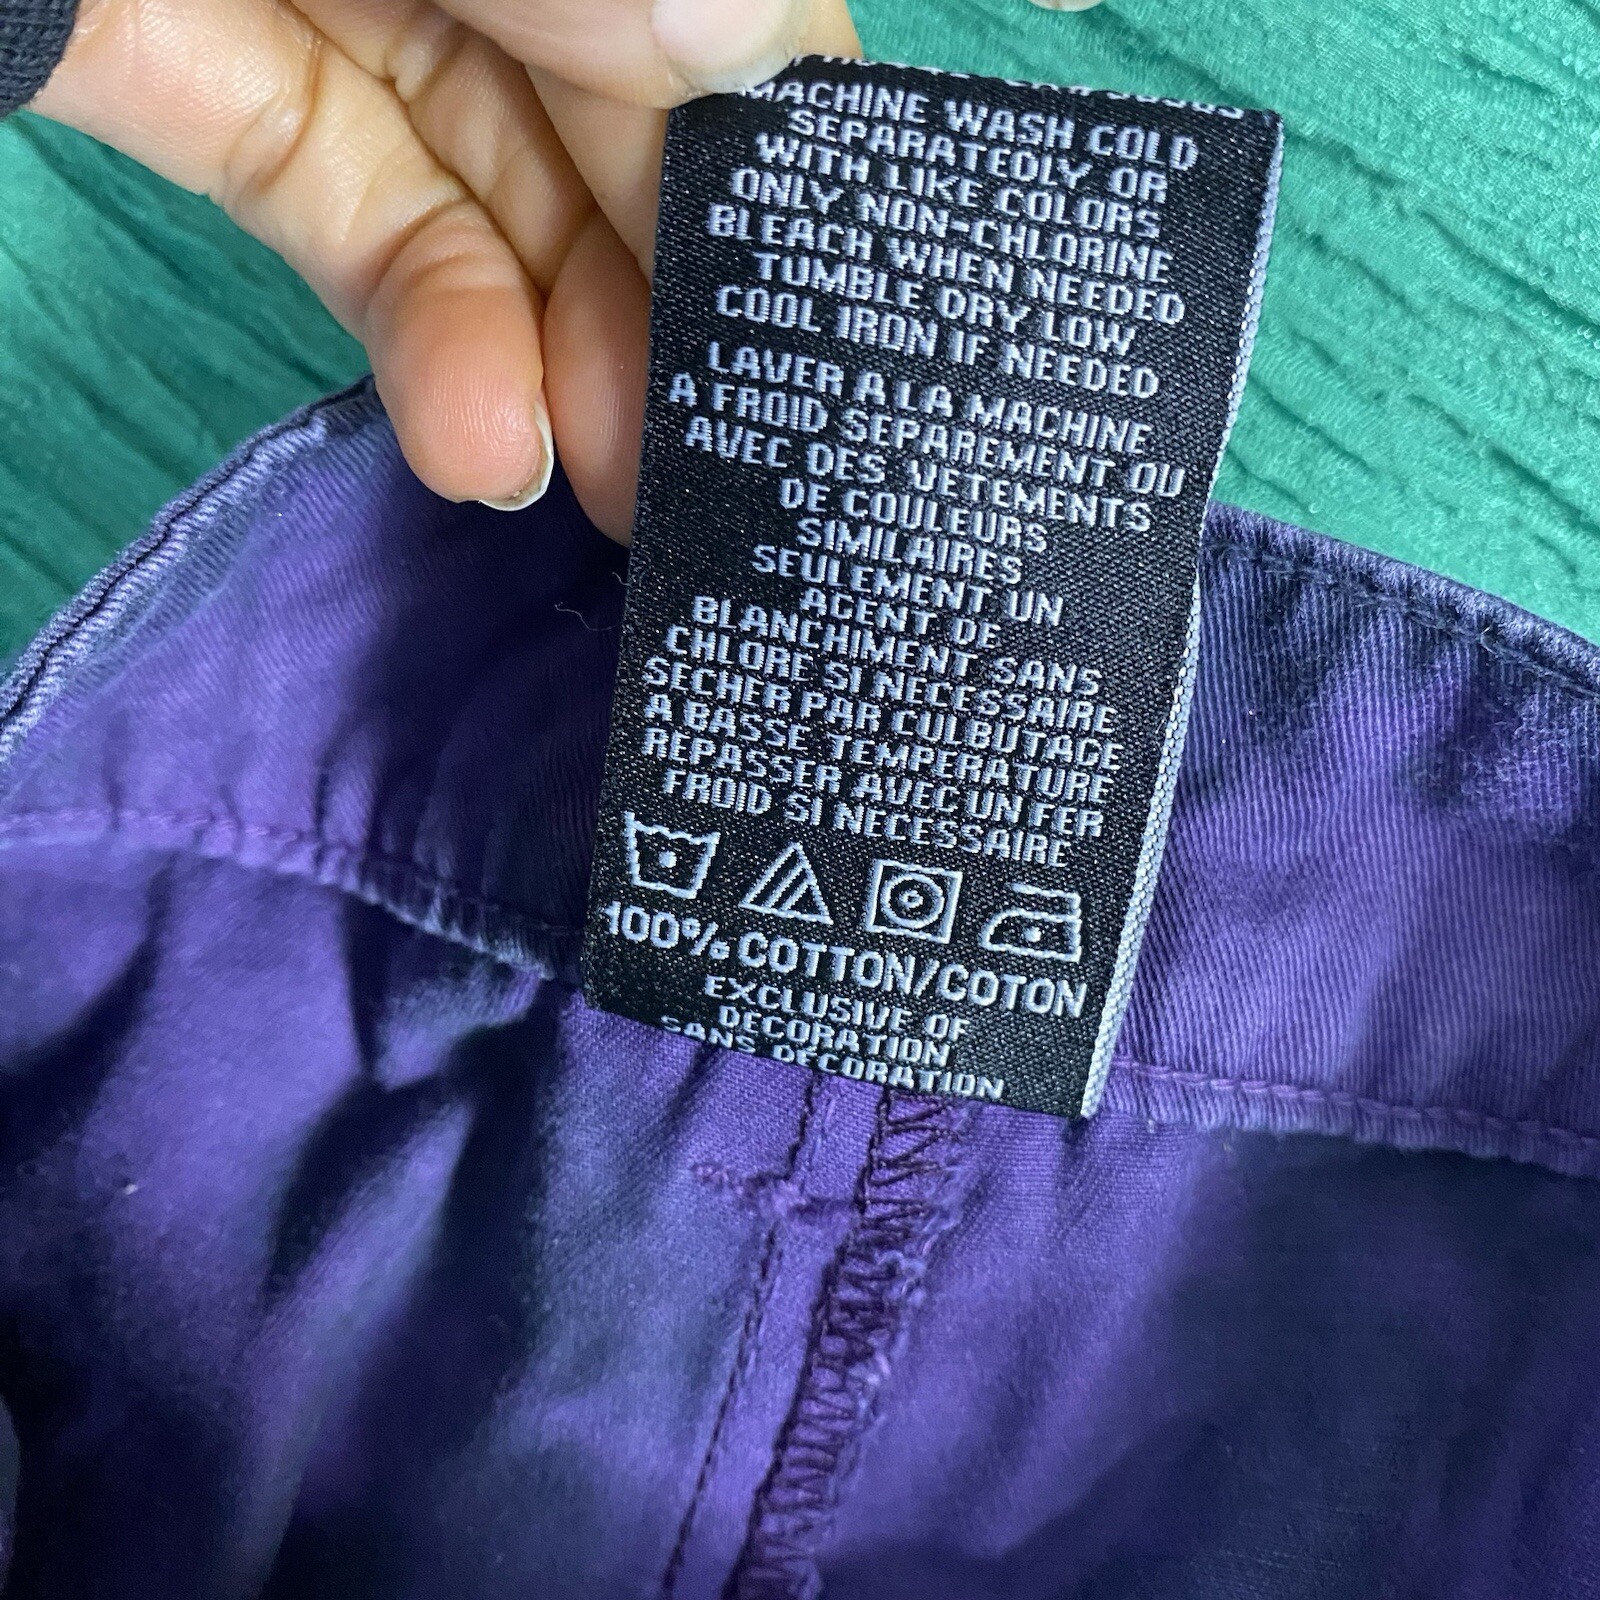 MACHINE WASH COLD
SEPARATEDLY OR
WITH LIKE COLORS
ONLY NON-CHLORINE
BLEACH WHEN NEEDED
TUMBLE DRY LOW
COOL IRON IF NEEDED
LAVER A LA MACHINE
A FROID SEPAREMENT OU
AVEC DES VETEMENTS
DE COULEURS
SIMILAIRES
SEULEMENT UN
AGENT DE
BLANCHIMENT SANS
CHLORE SI NECESSAIRE
SECHER PAR CULBUTAGE
A BASSE TEMPERATURE
REPASSER AVEC UN FER
FROID SI NECESSAIRE
100% COTTON/COTON
EXCLUSIVE OF
DECORATION
SANS DECORATION